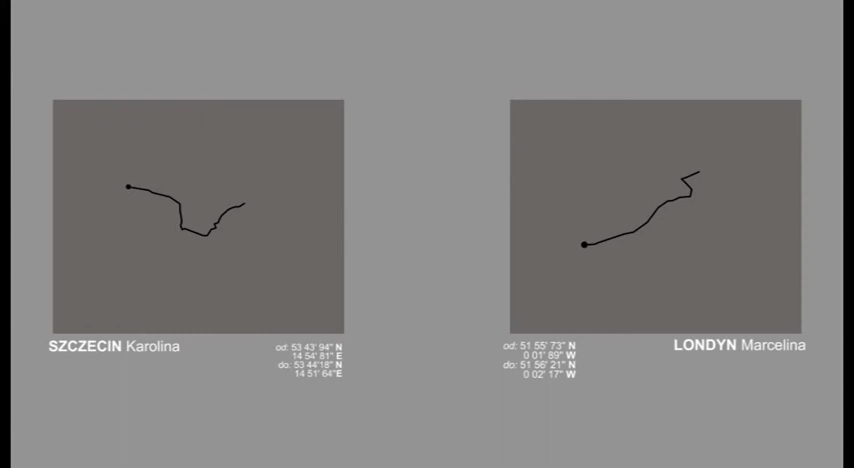 SZCZECIN Karolina
od: 53 43' 94" N
14 54' 81" E
do: 53 44'18" N
14 51' 64"E
od: 51 55' 73" N
0 01' 89" W
do: 51 56' 21" N
0 02' 17" W
LONDYN Marcelina